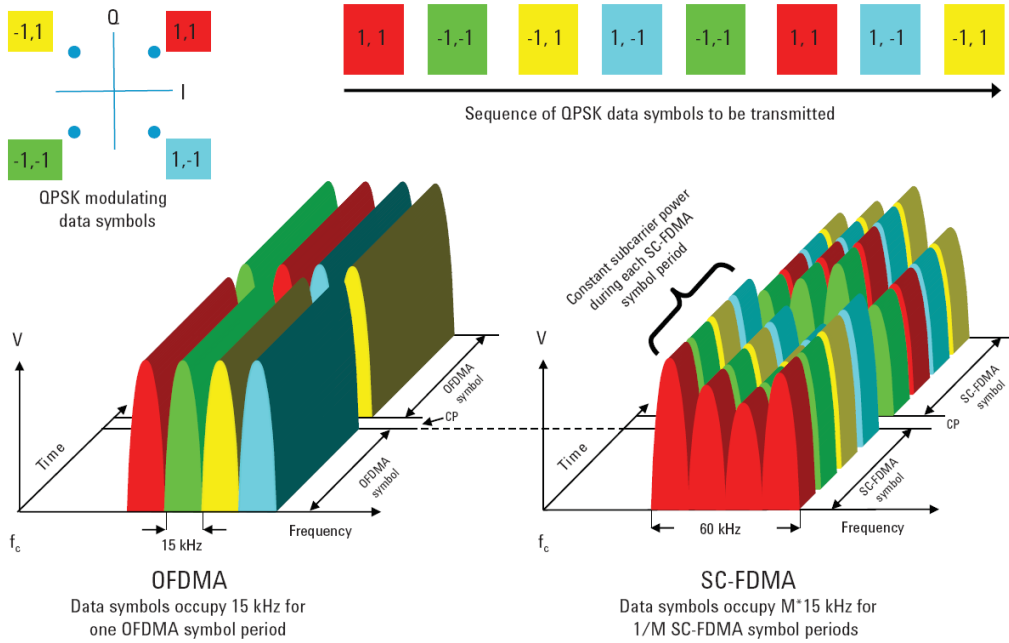 -1,1
Q
1,1
I
-1,-1
1,-1
QPSK modulating
data symbols
1, 1
-1,-1
-1, 1
1, -1
-1,-1
1, 1
1, -1
-1, 1
Sequence of QPSK data symbols to be transmitted
V
Time
OFDMA
symbol
CP
OFDMA
symbol
15 kHz
Frequency
fc
OFDMA
Data symbols occupy 15 kHz for
one OFDMA symbol period
Constant subcarrier power
during each SC-FDMA
symbol period
V
Time
SC-FDMA
symbol
CP
SC-FDMA
symbol
60 kHz
Frequency
fc
SC-FDMA
Data symbols occupy M*15 kHz for
1/M SC-FDMA symbol periods